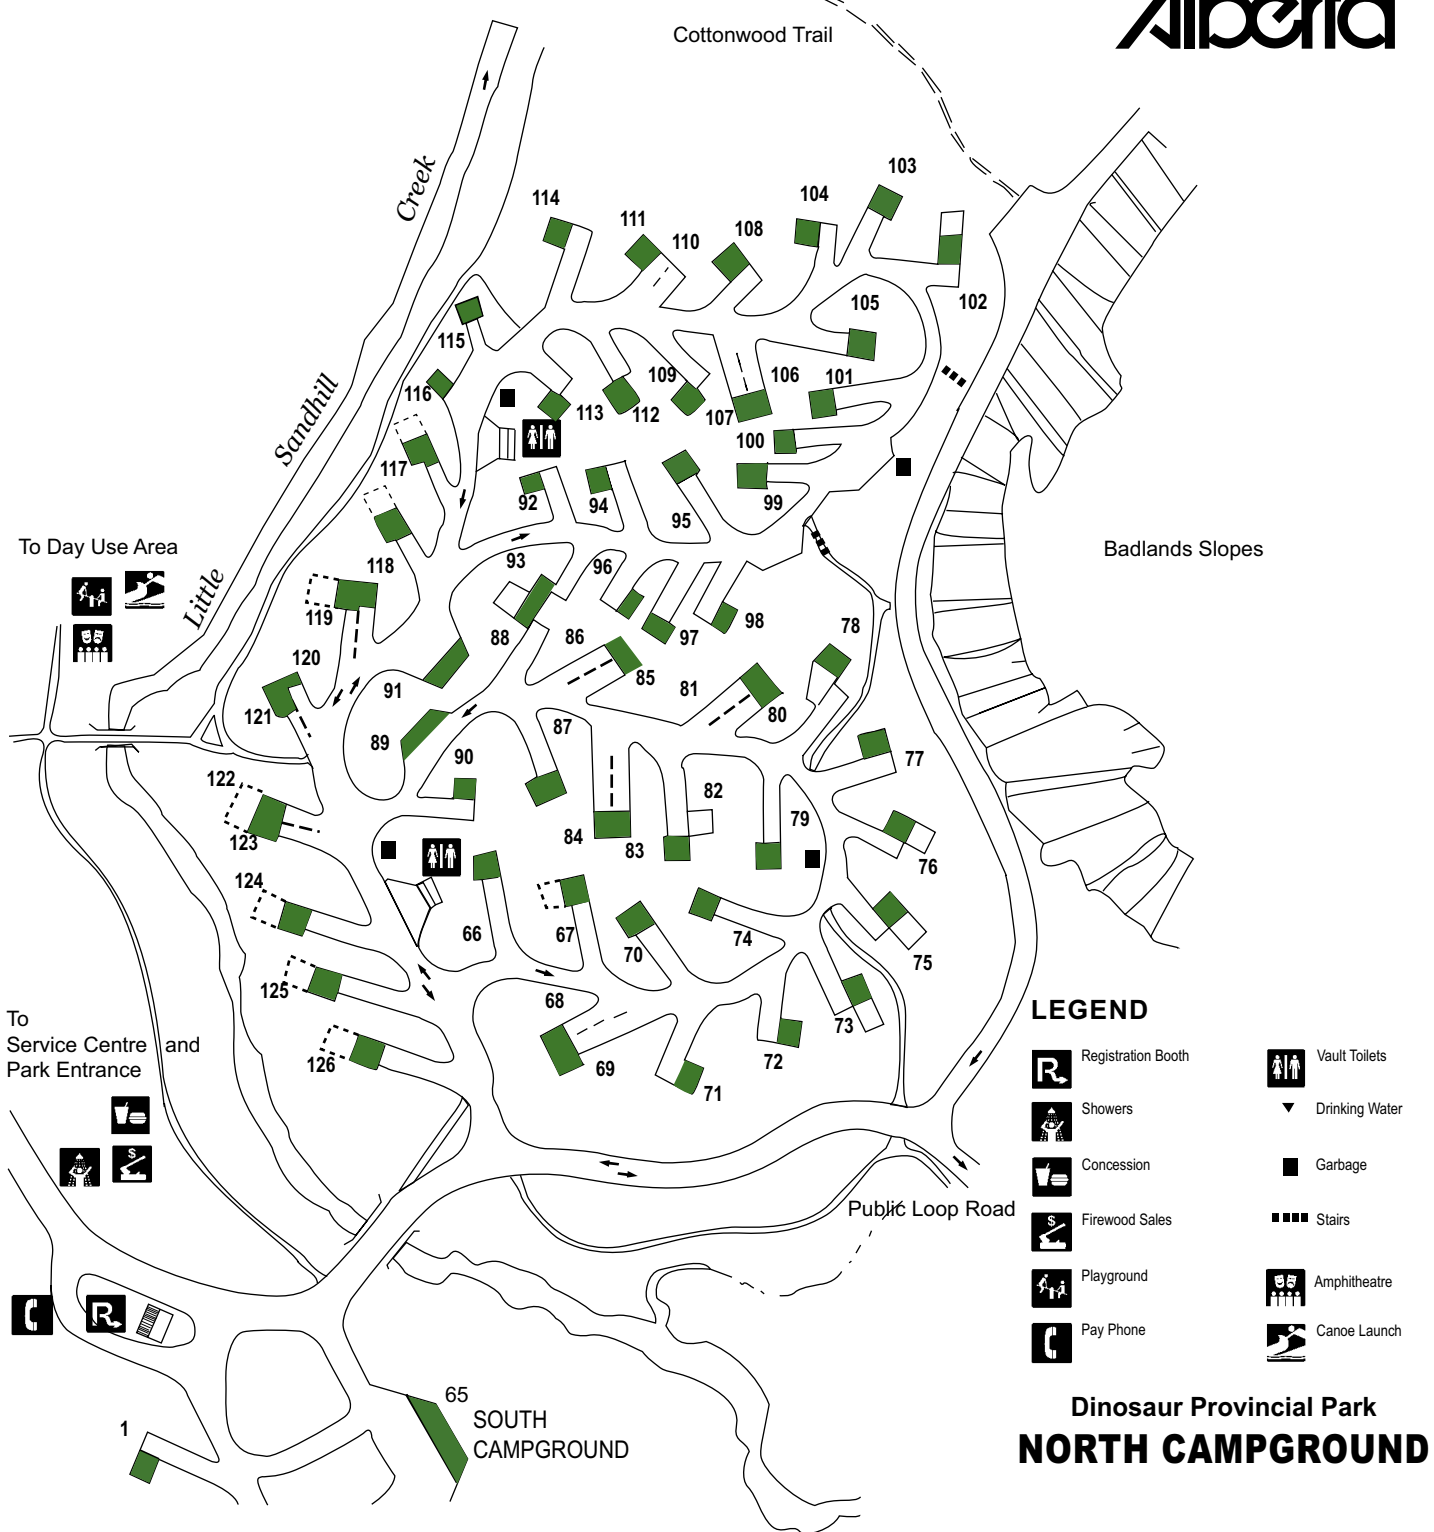 Alberta
Cottonwood Trail
103
114
104
111
110
108
Creek
102
105
115
109
106
101
116
113
112
107
100
Sandhill
117
92
94
95
99
To Day Use Area
Badlands Slopes
118
93
96
Little
119
88
86
97
98
78
120
91
85
81
80
121
89
87
90
77
122
82
79
123
84
83
76
124
66
67
70
74
75
125
68
73
To
Service Centre and
Park Entrance
126
69
72
71
Public Loop Road
LEGEND
Registration Booth
Vault Toilets
Showers
Drinking Water
Concession
Garbage
Firewood Sales
Stairs
Playground
Amphitheatre
Pay Phone
Canoe Launch
R
R
$
$
65
SOUTH
CAMPGROUND
1
Dinosaur Provincial Park
NORTH CAMPGROUND